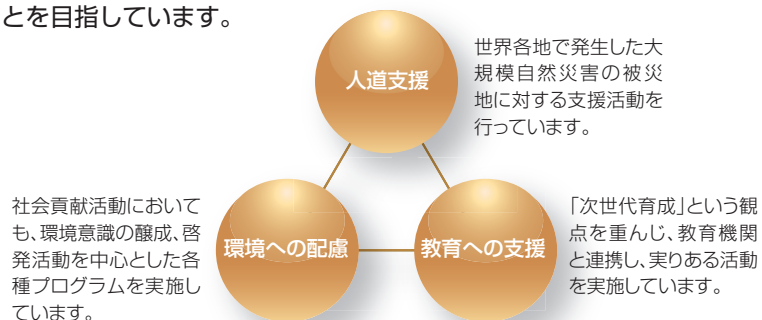 とを目指しています。
人道支援
世界各地で発生した大
規模自然災害の被災
地に対する支援活動を
行っています。
社会貢献活動において
も、環境意識の醸成、啓
発活動を中心とした各
種プログラムを実施し
ています。
環境への配慮
教育への支援
「次世代育成」という観
点を重んじ、教育機関
と連携し、実りある活動
を実施しています。